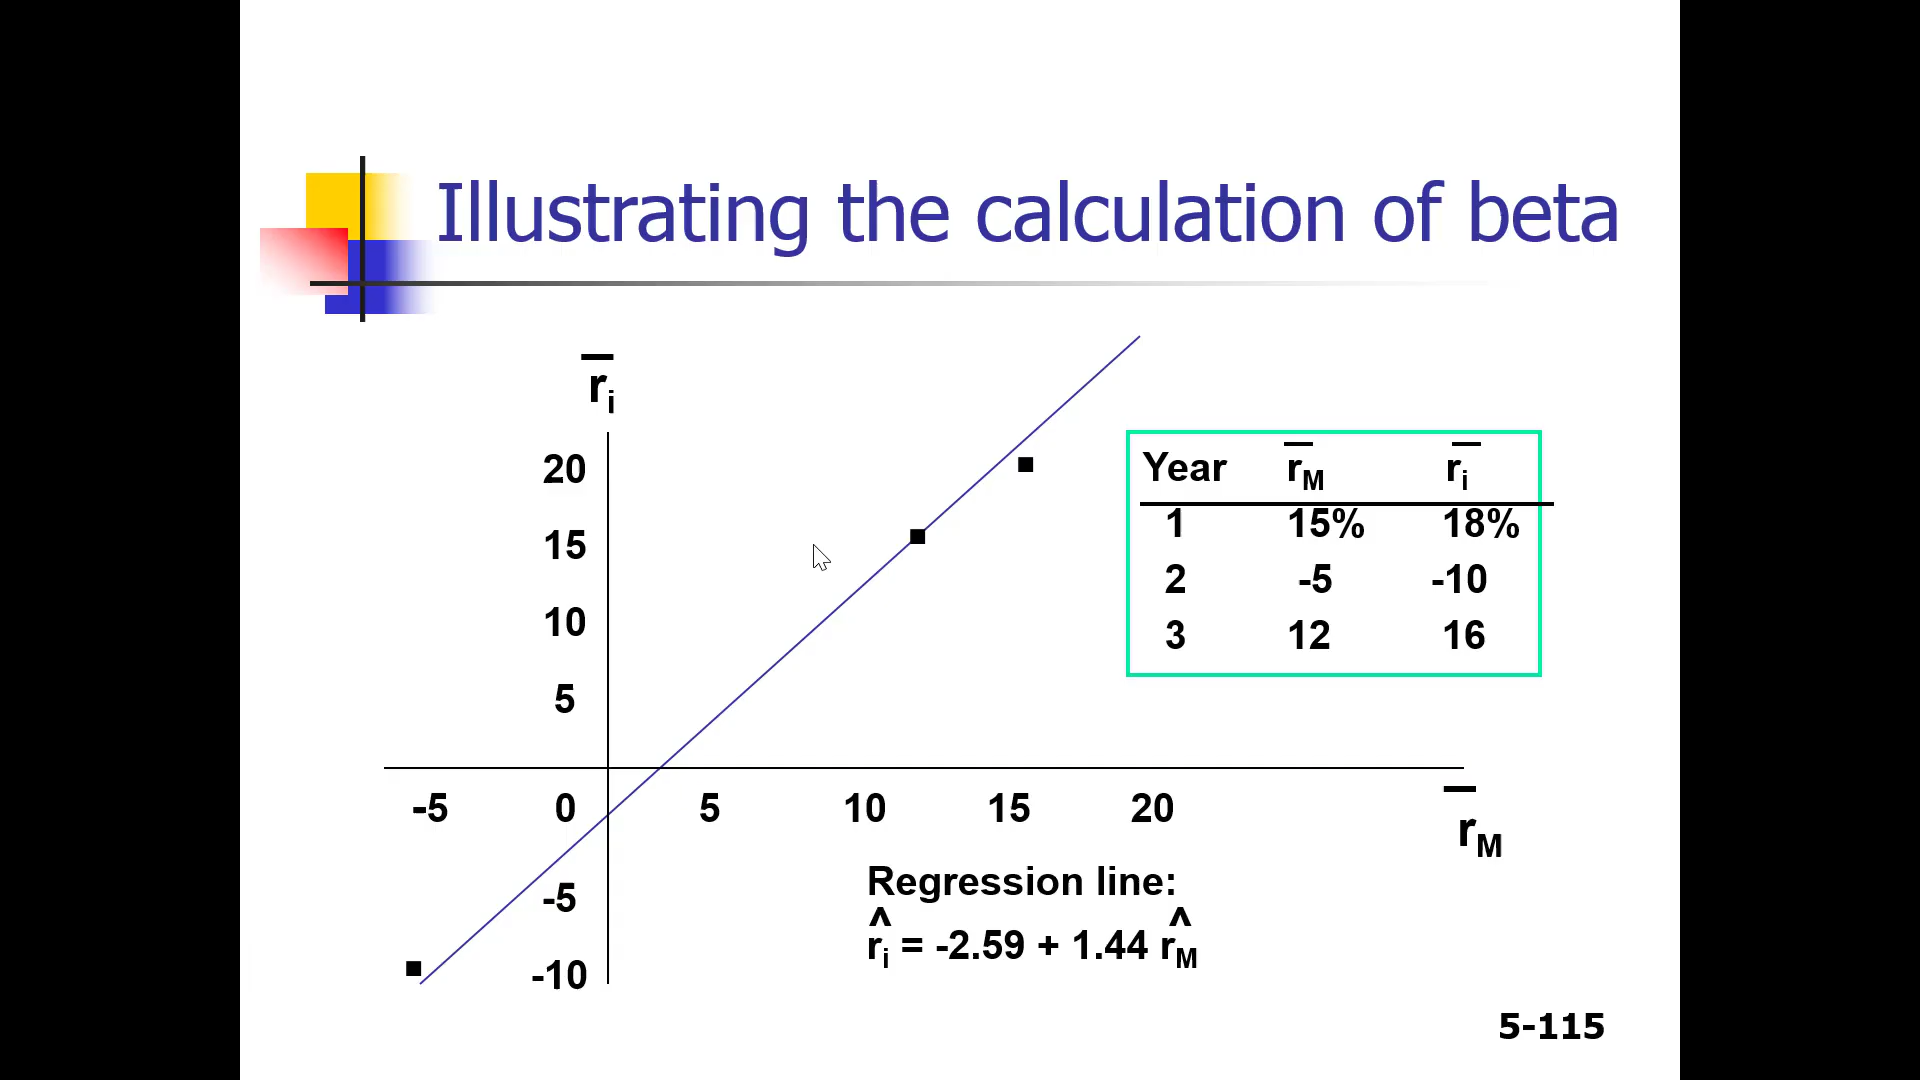 Illustrating the calculation of beta
r̅i
20
15
10
5
-5 0 5 10 15 20
r̅M
-5
-10
Year r̅M r̅i
1 15% 18%
2 -5 -10
3 12 16
Regression line:
r̂i = -2.59 + 1.44 r̂M
5-115